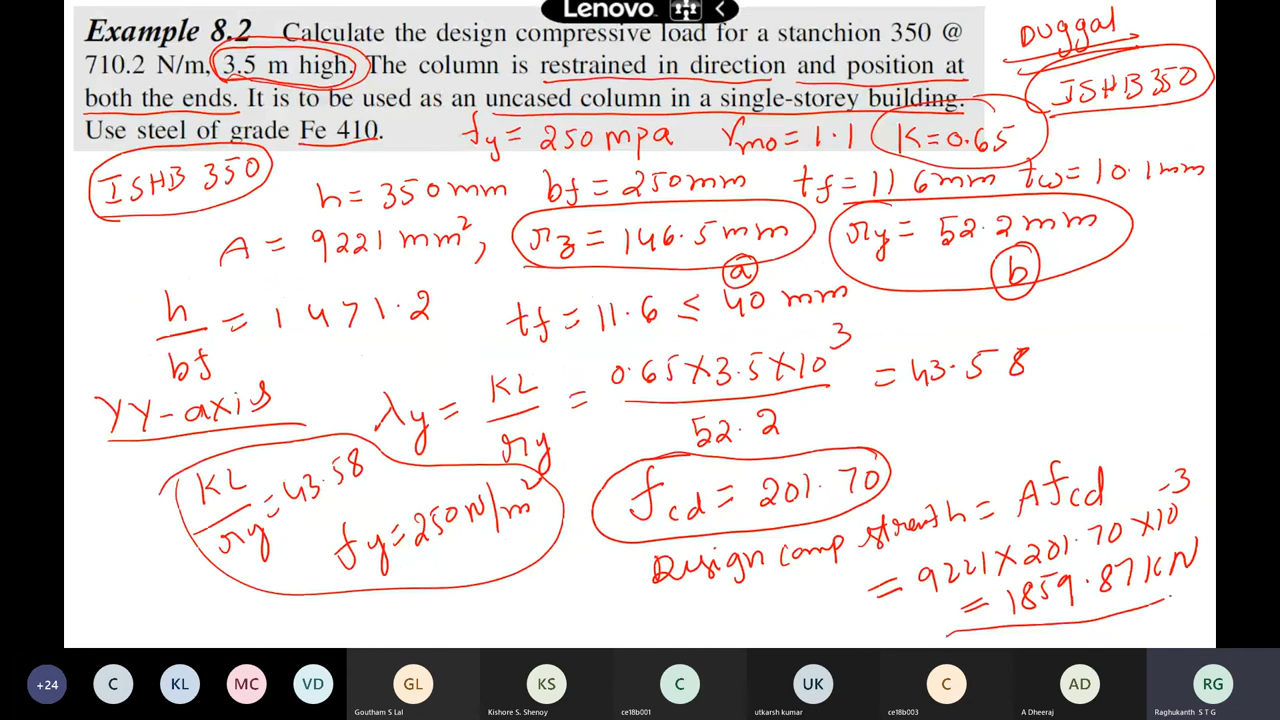 Lenovo
Example 8.2 Calculate the design compressive load for a stanchion 350 @
710.2 N/m, 3.5 m high. The column is restrained in direction and position at
both the ends. It is to be used as an uncased column in a single-storey building.
Use steel of grade Fe 410.
Duggal
ISHB 350
fy = 250 mpa γmo = 1.1 K = 0.65
ISHB 350
h = 350 mm bf = 250 mm tf = 11.6 mm tw = 10.1 mm
A = 9221 mm², rz = 146.5 mm ry = 52.2 mm
a b
h/bf = 1471.2 tf = 11.6 ≤ 40 mm
YY-axis λy = KL/ry = 0.65 × 3.5 × 10³/52.2 = 43.58
KL/ry = 43.58
fy = 250 N/m²
fcd = 201.70
Design comp strenth = A fcd
= 9221 × 201.70 × 10⁻³
= 1859.87 KN
+24 C KL MC VD GL KS C UK C AD RG
Goutham S Lal Kishore S. Shenoy ce18b001 utkarsh kumar ce18b003 A Dheeraj Raghukanth S T G